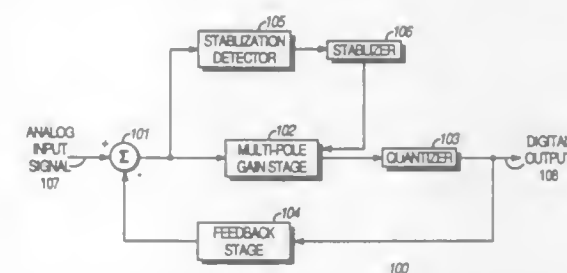 105
STABLIZATION
DETECTOR
106
STABLIZER
ANALOG
INPUT
SIGNAL
107
+
101
Σ
-
102
MULTI-POLE
GAIN STAGE
103
QUANTIZER
DIGITAL
OUTPUT
108
104
FEEDBACK
STAGE
100